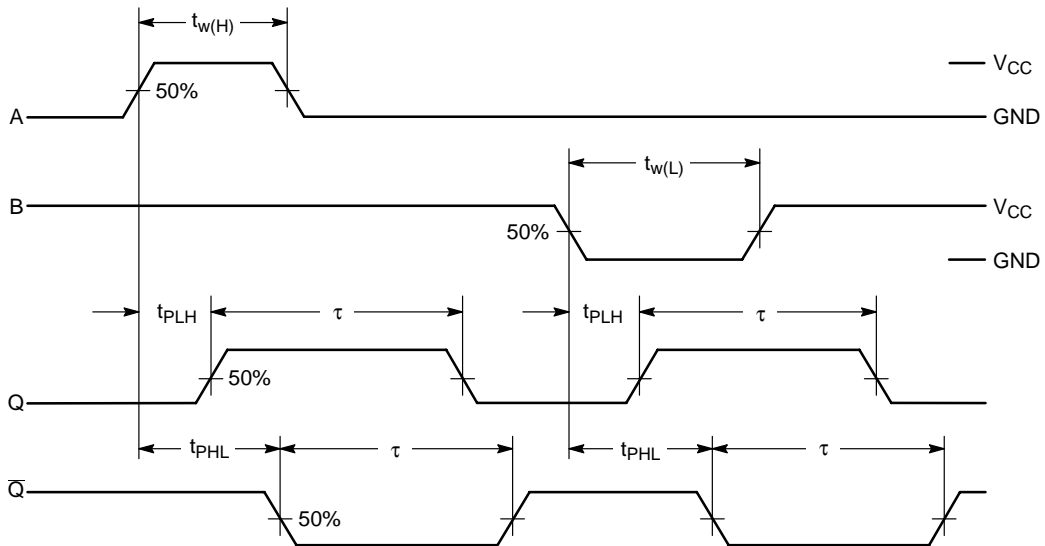 t_w(H)
V_CC
50%
A GND
t_w(L)
B V_CC
50%
GND
t_PLH τ t_PLH τ
50%
Q
t_PHL τ t_PHL τ
Q̅
50%